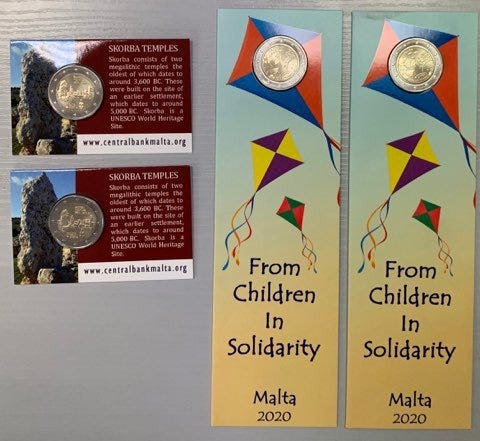 SKORBA TEMPLES
Skorba consists of two
megalithic temples the
oldest of which dates to
around 3,600 BC. These
were built on the site of
an earlier settlement,
which dates to around
5,000 BC. Skorba is a
UNESCO World Heritage
Site.
www.centralbankmalta.org
SKORBA TEMPLES
Skorba consists of two
megalithic temples the
oldest of which dates to
around 3,600 BC. These
were built on the site of
an earlier settlement,
which dates to around
5,000 BC. Skorba is a
UNESCO World Heritage
Site.
www.centralbankmalta.org
From
Children
In
Solidarity
Malta
2020
From
Children
In
Solidarity
Malta
2020